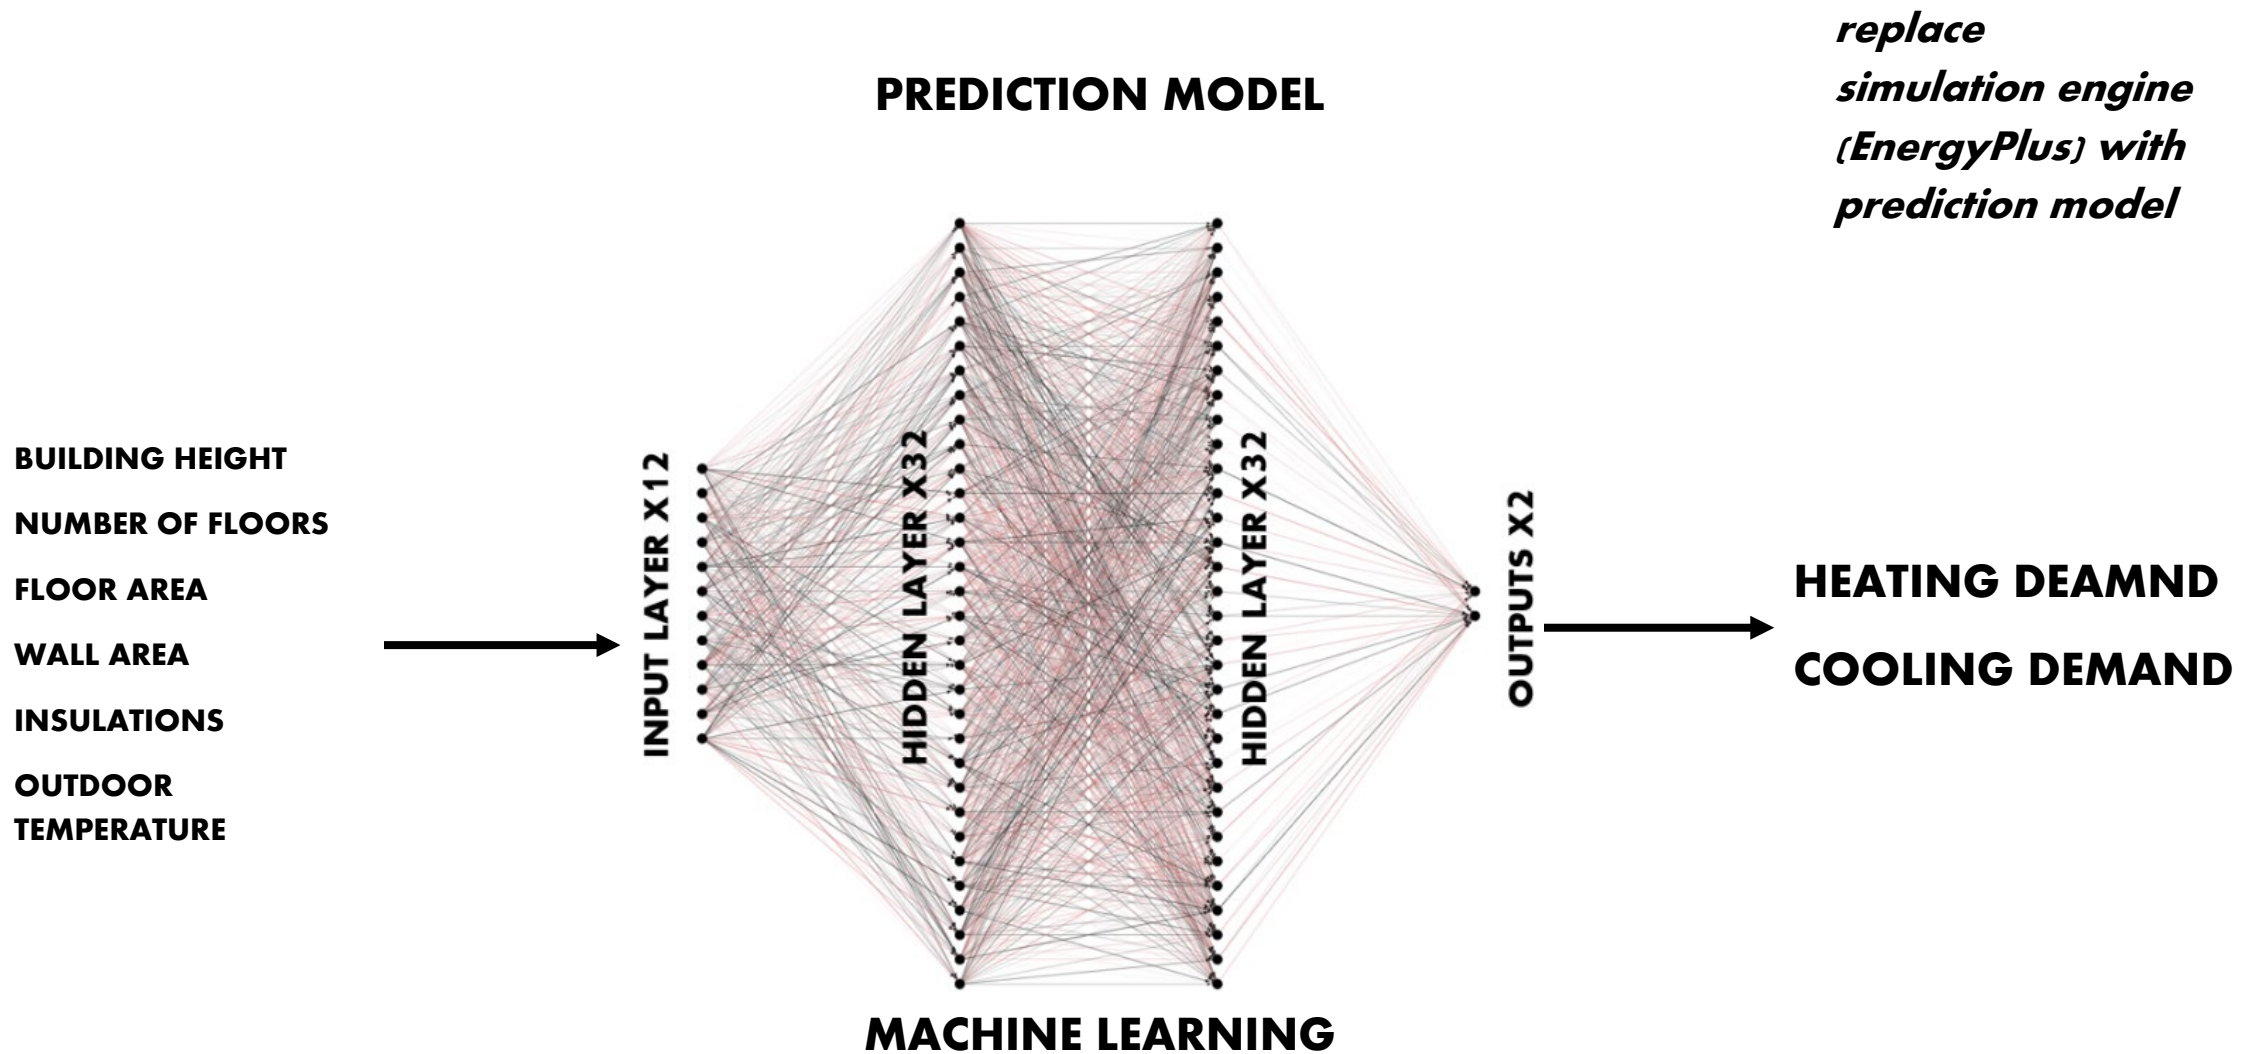 replace
simulation engine
(EnergyPlus) with
prediction model
PREDICTION MODEL
BUILDING HEIGHT
NUMBER OF FLOORS
FLOOR AREA
WALL AREA
INSULATIONS
OUTDOOR
TEMPERATURE
INPUT LAYER X12
HIDDEN LAYER X32
HIDDEN LAYER X32
OUTPUTS X2
HEATING DEAMND
COOLING DEMAND
MACHINE LEARNING